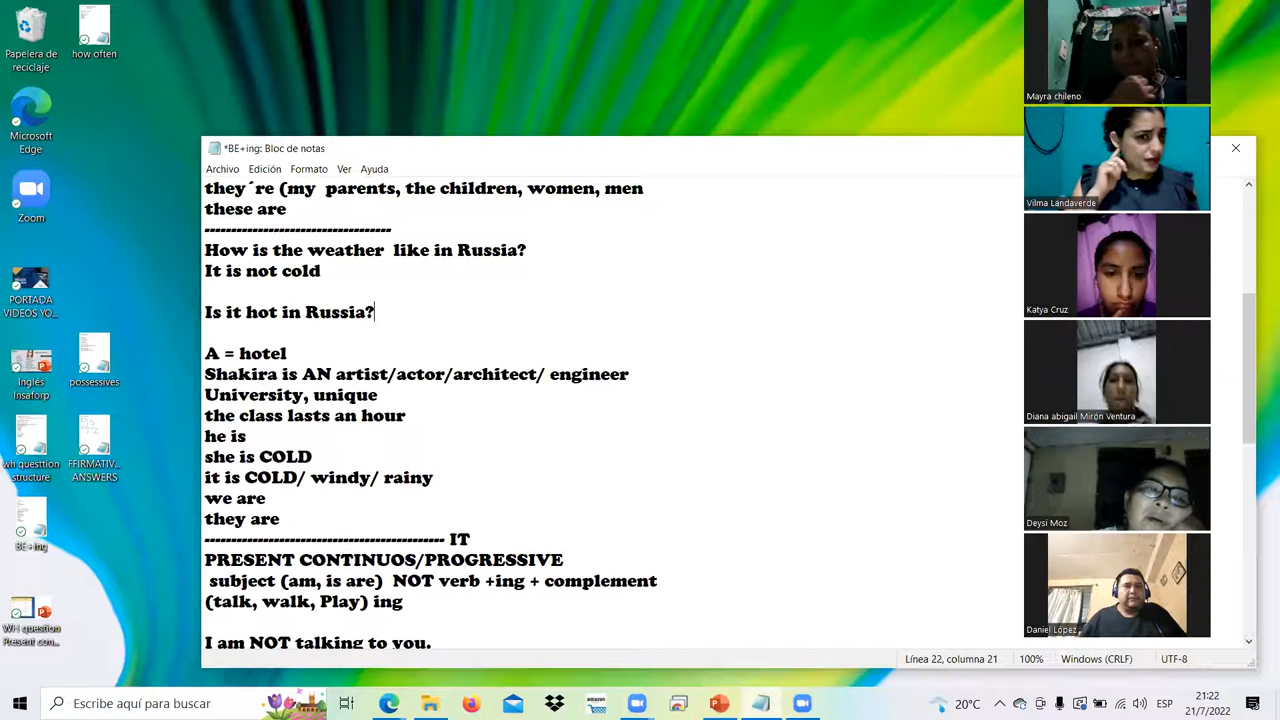 Papelera de
reciclaje
how often
Microsoft
Edge
Zoom
PORTADA
VIDEOS YO...
Inglés
Insaforp
possessives
wh questtion
structure
FFIRMATIV...
ANSWERS
BE+ing
WH question
Present con...
*BE+ing: Bloc de notas
Archivo Edición Formato Ver Ayuda
they´re (my parents, the children, women, men
these are
-----------------------------------
How is the weather like in Russia?
It is not cold
Is it hot in Russia?
A = hotel
Shakira is AN artist/actor/architect/ engineer
University, unique
the class lasts an hour
he is
she is COLD
it is COLD/ windy/ rainy
we are
they are
--------------------------------------------- IT
PRESENT CONTINUOS/PROGRESSIVE
subject (am, is are) NOT verb +ing + complement
(talk, walk, Play) ing
I am NOT talking to you.
Línea 22, columna 21 100% Windows (CRLF) UTF-8
Mayra chileno
Vilma Landaverde
Katya Cruz
Diana abigail Mirón Ventura
Deysi Moz
Daniel López
Escribe aquí para buscar
amazon
20°C
ESP
21:22
21/7/2022